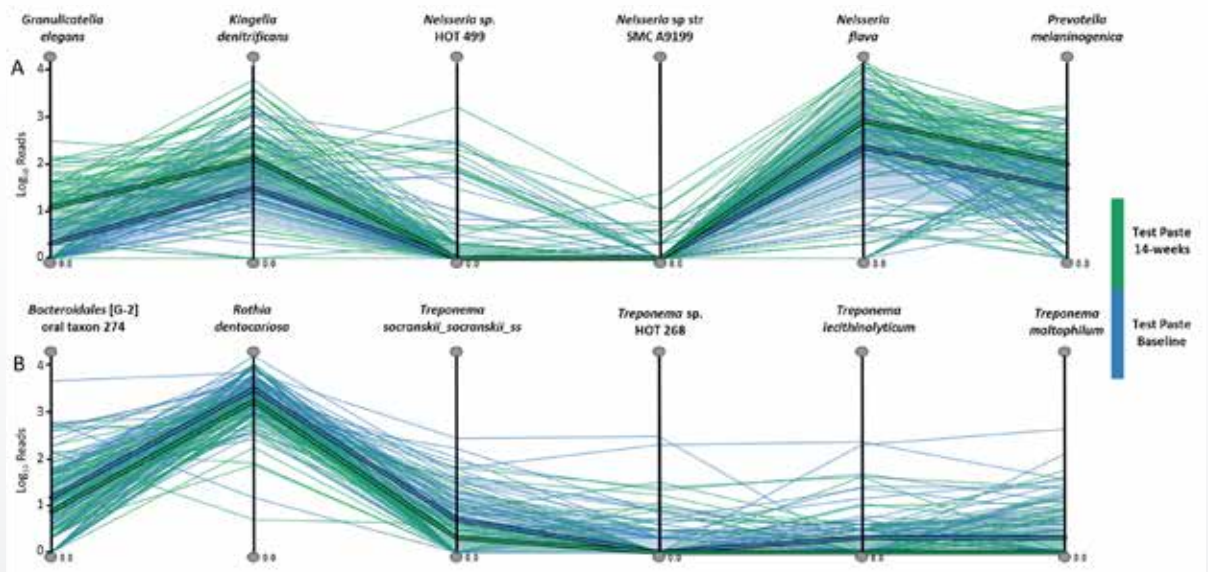 Granulicatella
elegans
Kingella
denitrificans
Neisseria sp.
HOT 499
Neisseria sp str
SMC A9199
Neisseria
flava
Prevotella
melaninogenica
A
4
3
2
1
0
Log10 Reads
0.0
0.0
0.0
0.0
0.0
0.0
Test Paste
14-weeks
Test Paste
Baseline
Bacteroidales [G-2]
oral taxon 274
Rothia
dentocariosa
Treponema
socranskii_socranskii_ss
Treponema sp.
HOT 268
Treponema
lecithinolyticum
Treponema
maltophilum
B
4
3
2
1
0
Log10 Reads
0.0
0.0
0.0
0.0
0.0
0.0